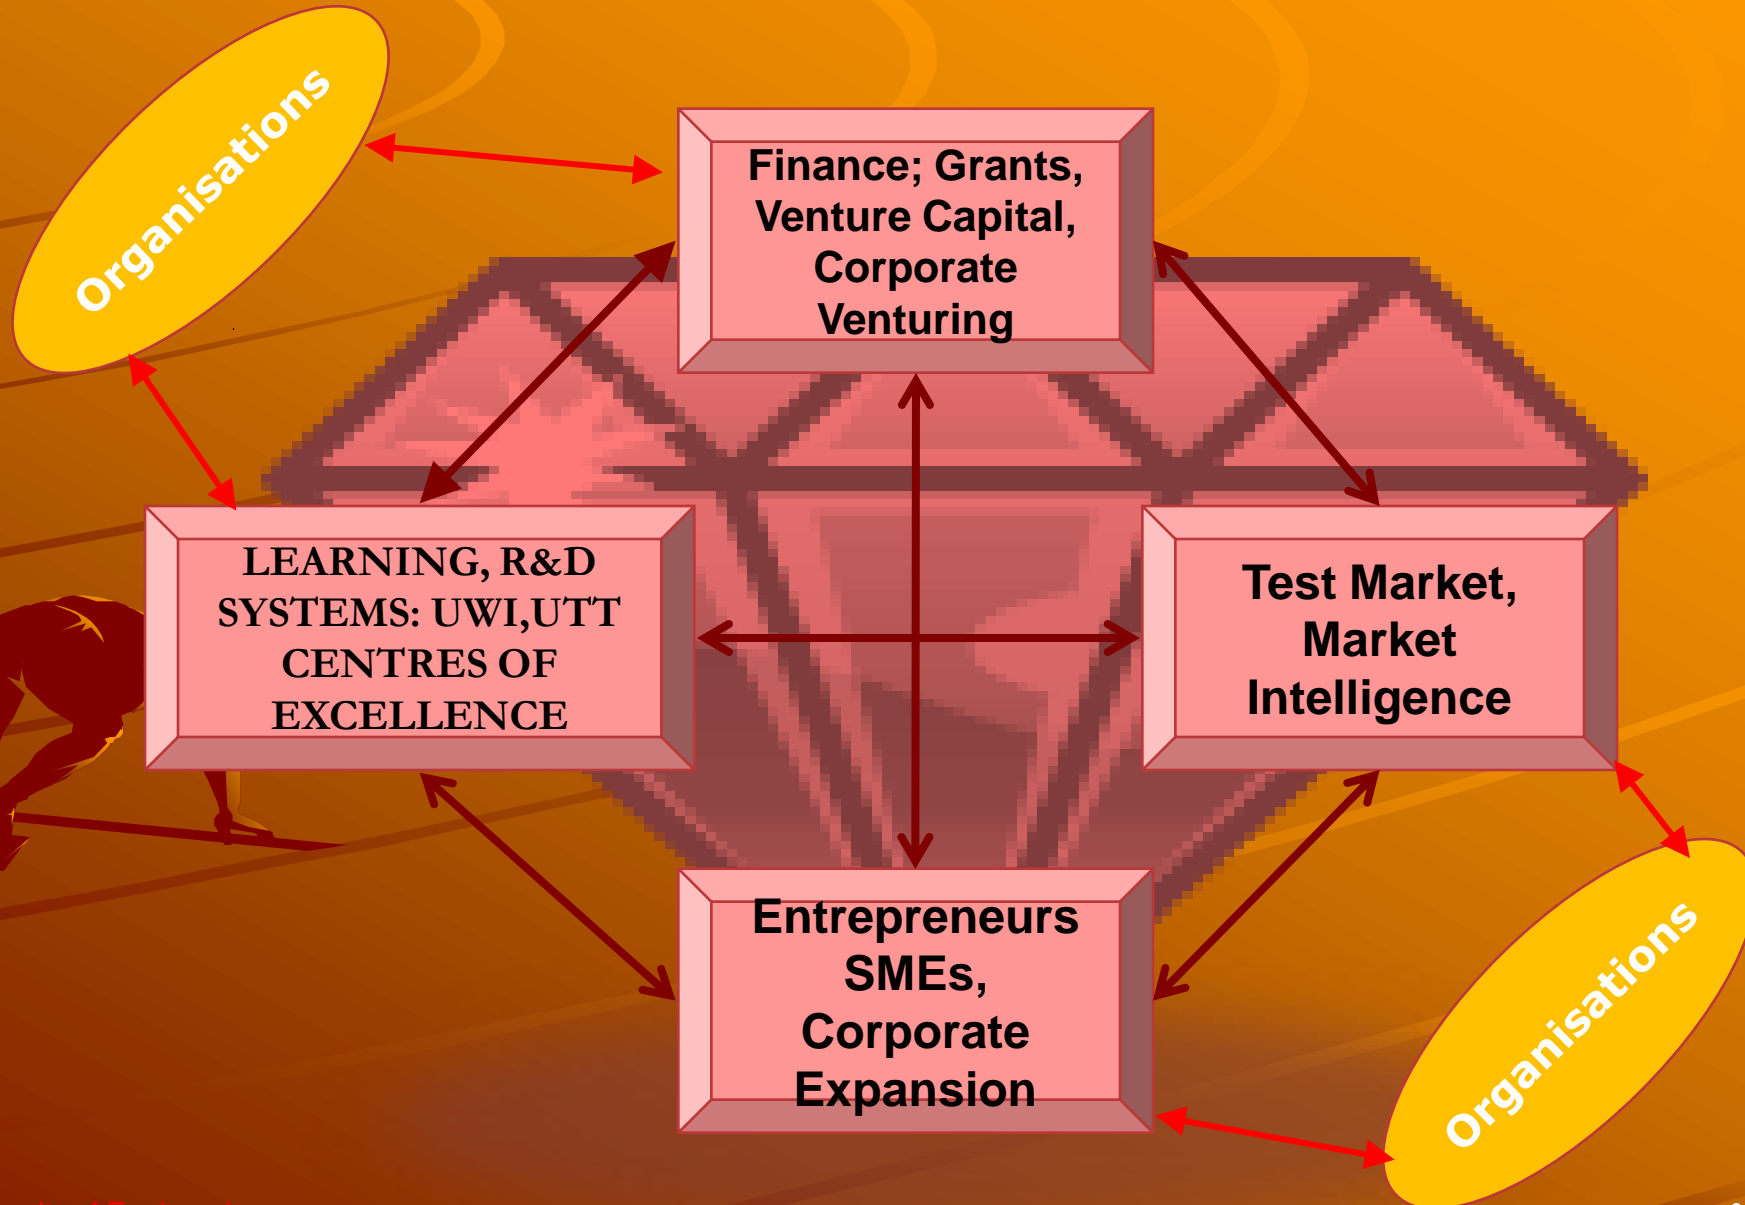 Organisations
Finance; Grants,
Venture Capital,
Corporate
Venturing
LEARNING, R&D
SYSTEMS: UWI,UTT
CENTRES OF
EXCELLENCE
Test Market,
Market
Intelligence
Entrepreneurs
SMEs,
Corporate
Expansion
Organisations